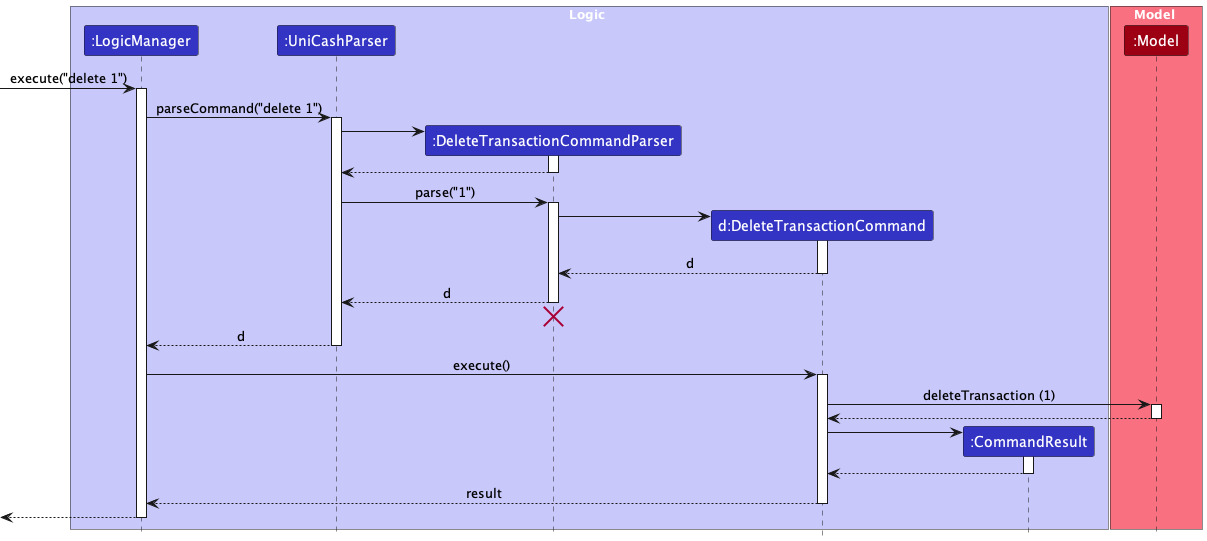 Logic
Model
:LogicManager
:UniCashParser
:Model
execute("delete 1")
parseCommand("delete 1")
:DeleteTransactionCommandParser
parse("1")
d:DeleteTransactionCommand
d
d
d
execute()
deleteTransaction (1)
:CommandResult
result